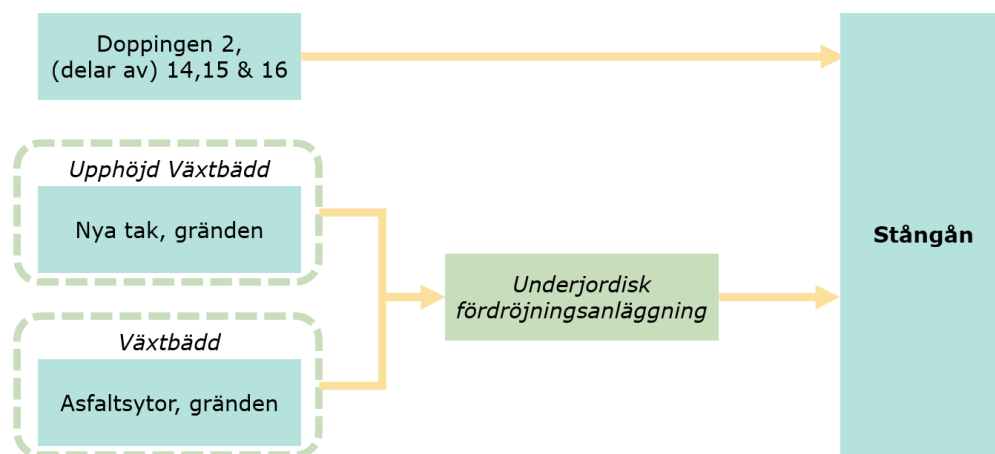 Doppingen 2,
(delar av) 14,15 & 16
Upphöjd Växtbädd
Nya tak, gränden
Växtbädd
Asfaltsytor, gränden
Underjordisk
fördröjningsanläggning
Stångån